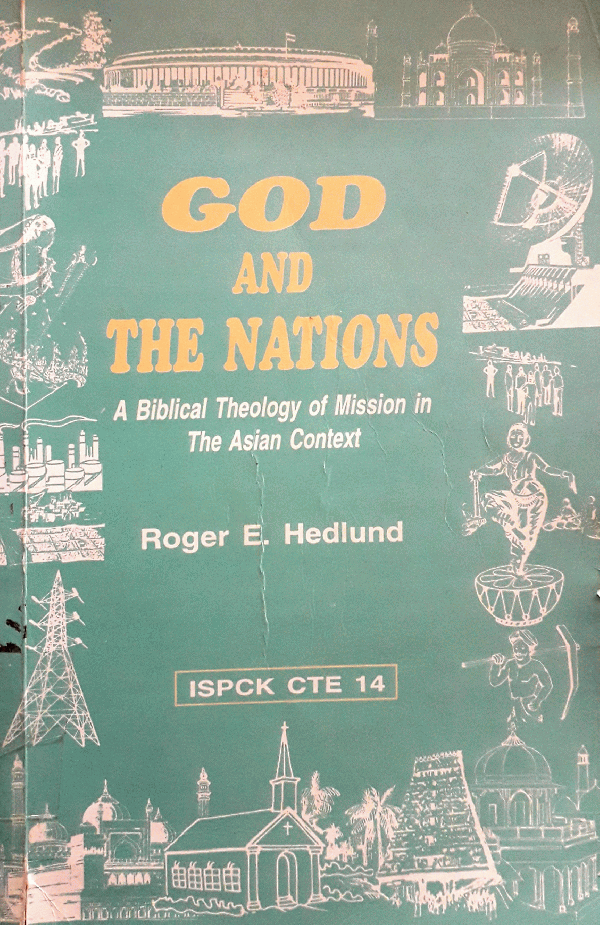 GOD
AND
THE NATIONS
A Biblical Theology of Mission in
The Asian Context
Roger E. Hedlund
ISPCK CTE 14